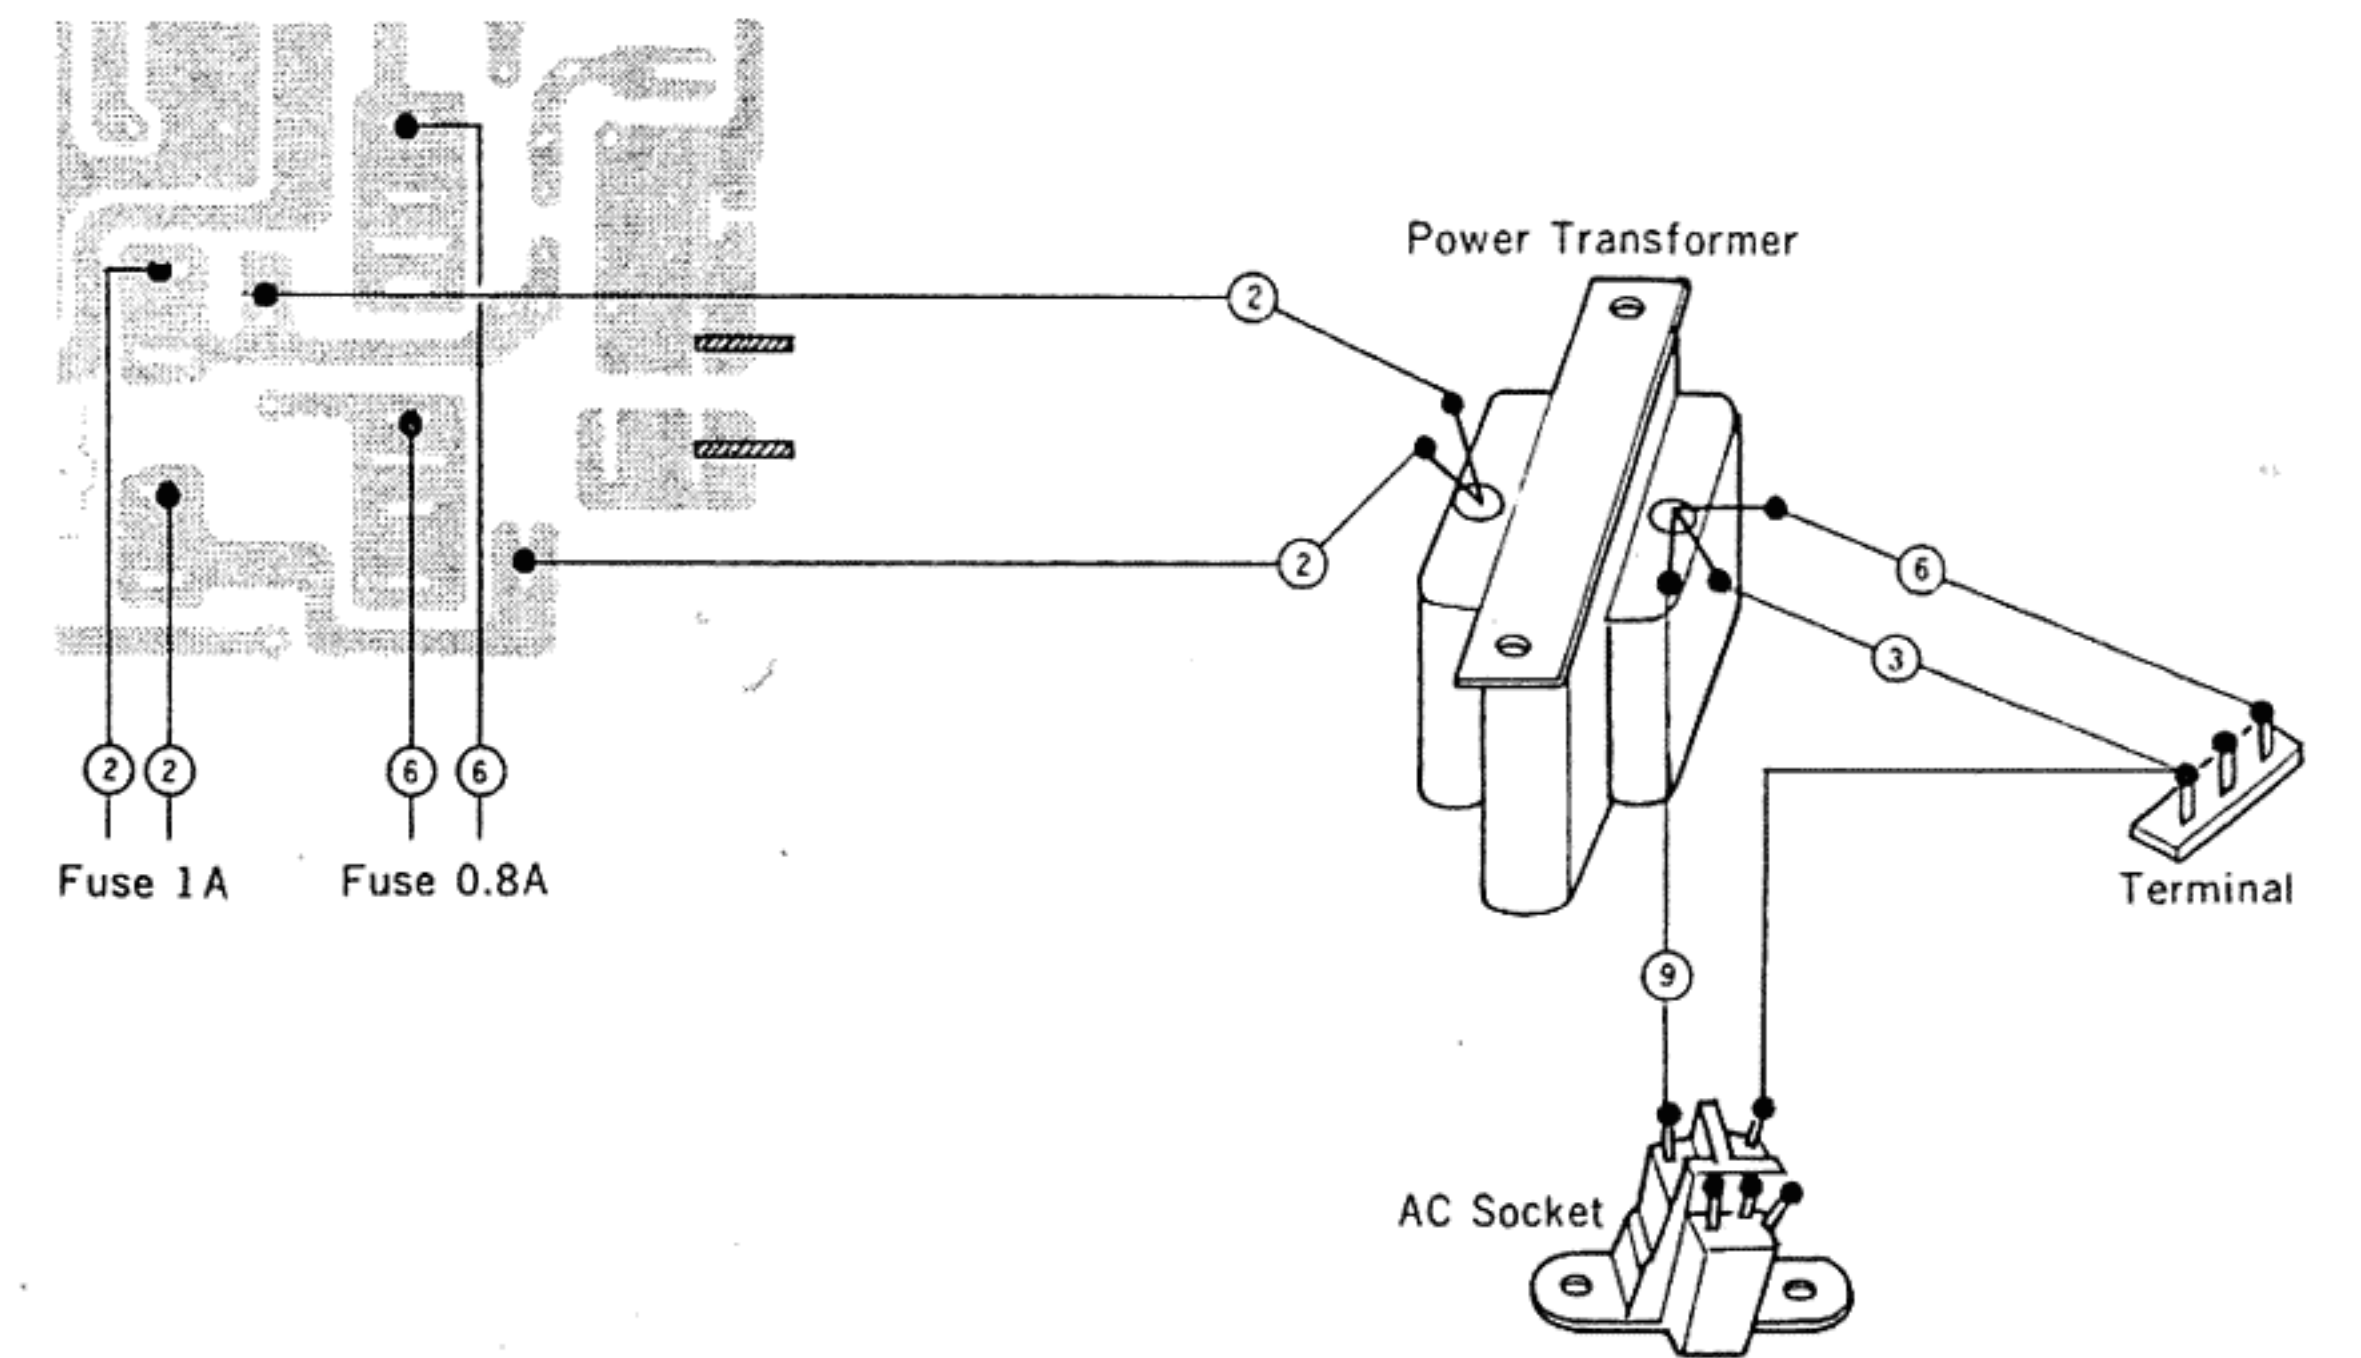 Power Transformer
2
2
6
3
2 2 6 6
Fuse 1A Fuse 0.8A
Terminal
9
AC Socket